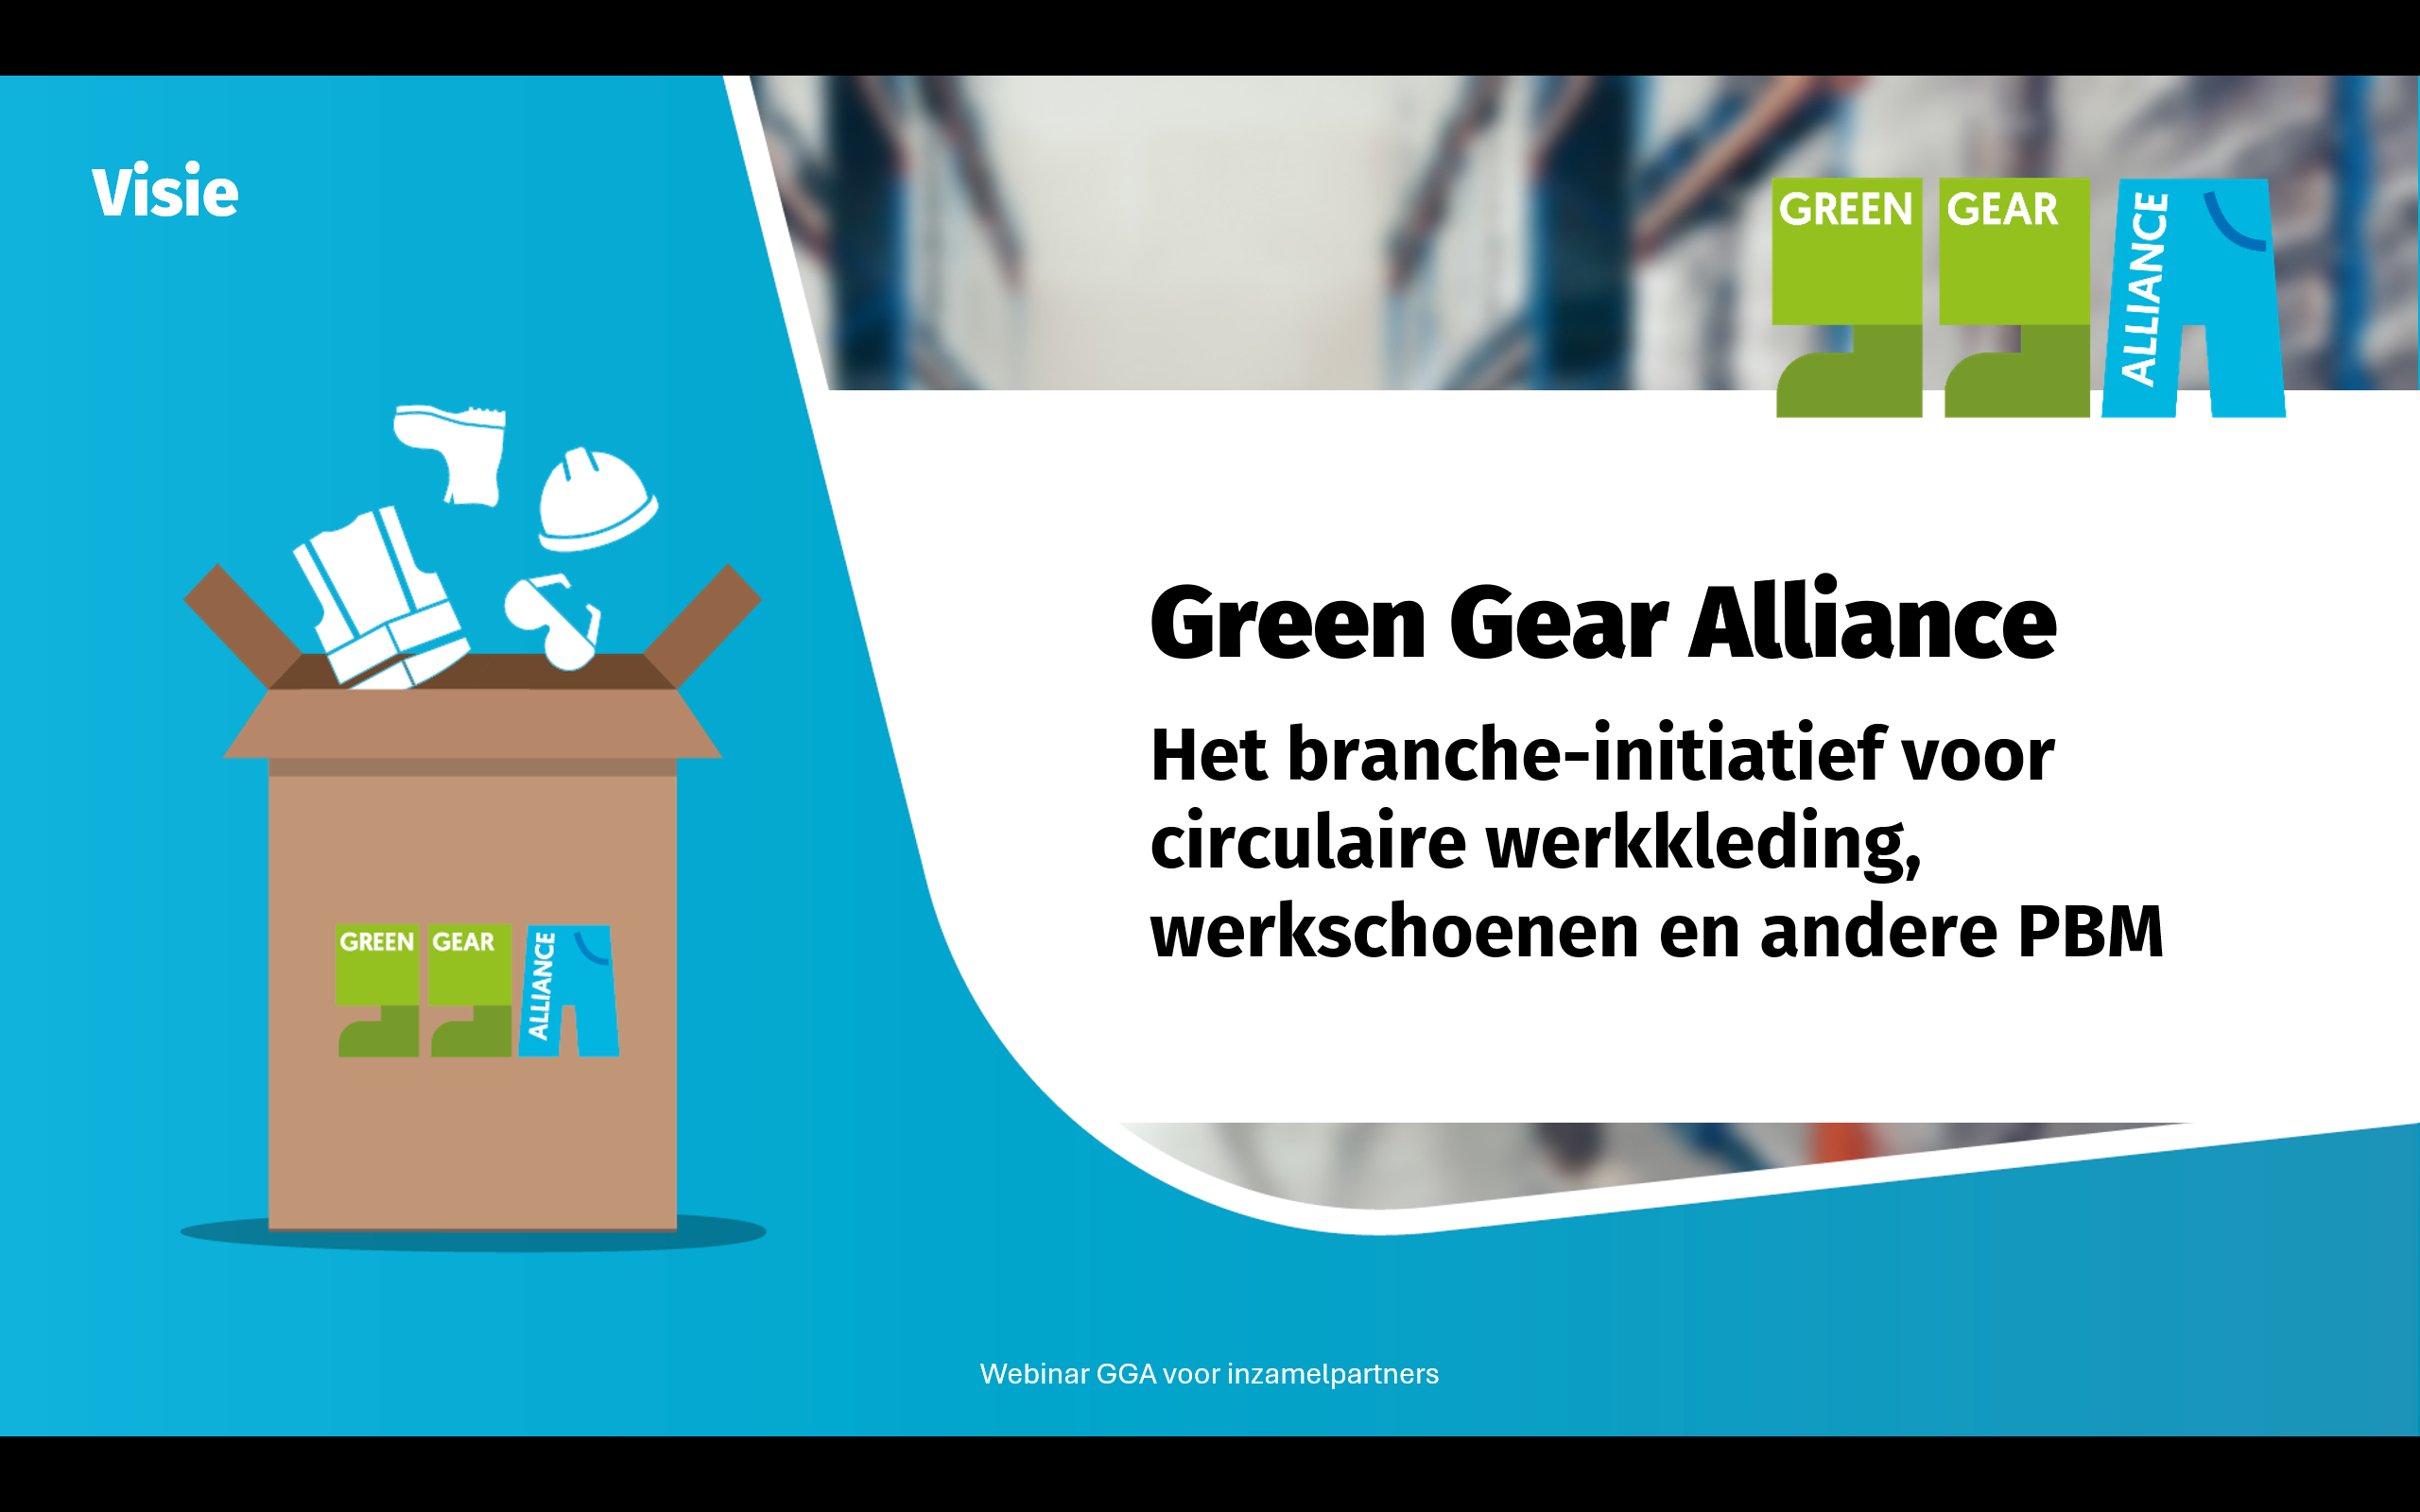 Visie
GREEN GEAR ALLIANCE
Green Gear Alliance
Het branche-initiatief voor
circulaire werkkleding,
werkschoenen en andere PBM
GREEN GEAR ALLIANCE
Webinar GGA voor inzamelpartners